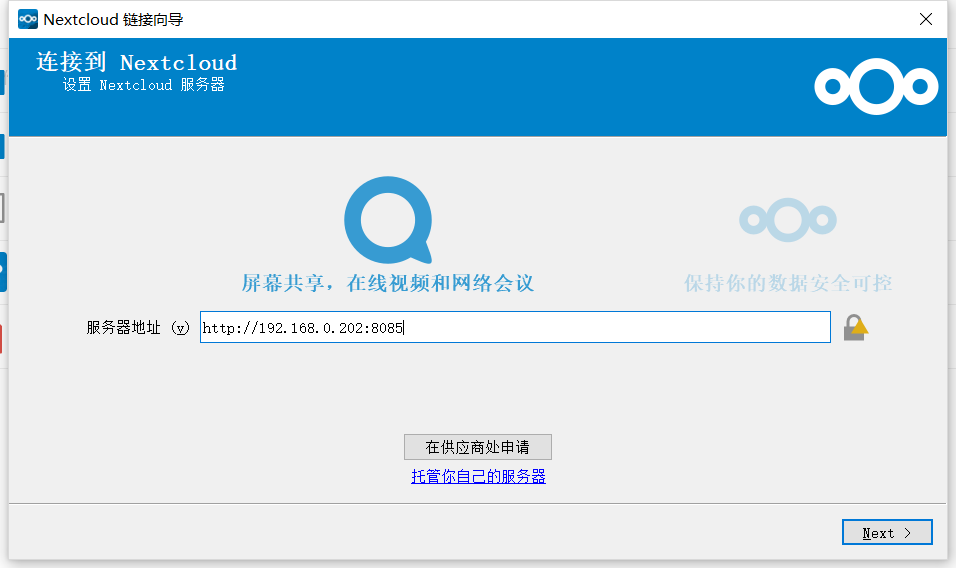 Nextcloud 链接向导
连接到 Nextcloud
设置 Nextcloud 服务器
屏幕共享，在线视频和网络会议
保持你的数据安全可控
服务器地址 (v) http://192.168.0.202:8085
在供应商处申请
托管你自己的服务器
Next >